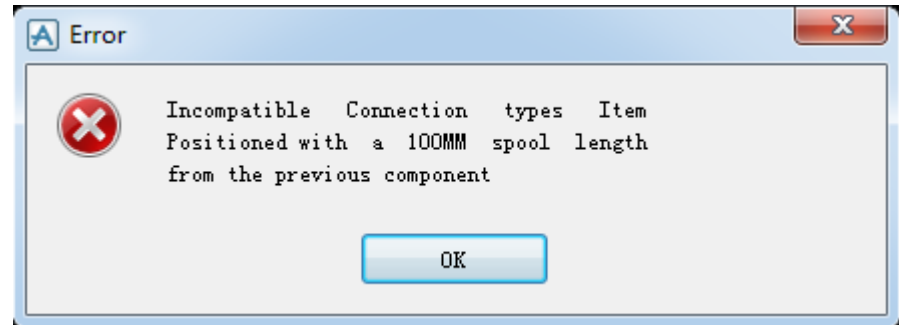 Error
Incompatible Connection types Item
Positioned with a 100MM spool length
from the previous component
OK